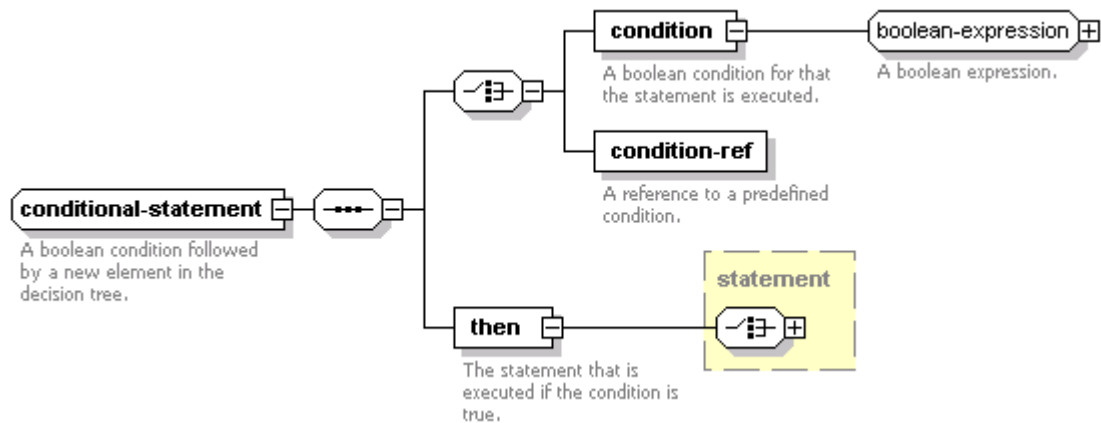 condition
boolean-expression
A boolean condition for that
the statement is executed.
A boolean expression.
condition-ref
A reference to a predefined
condition.
conditional-statement
A boolean condition followed
by a new element in the
decision tree.
statement
then
The statement that is
executed if the condition is
true.